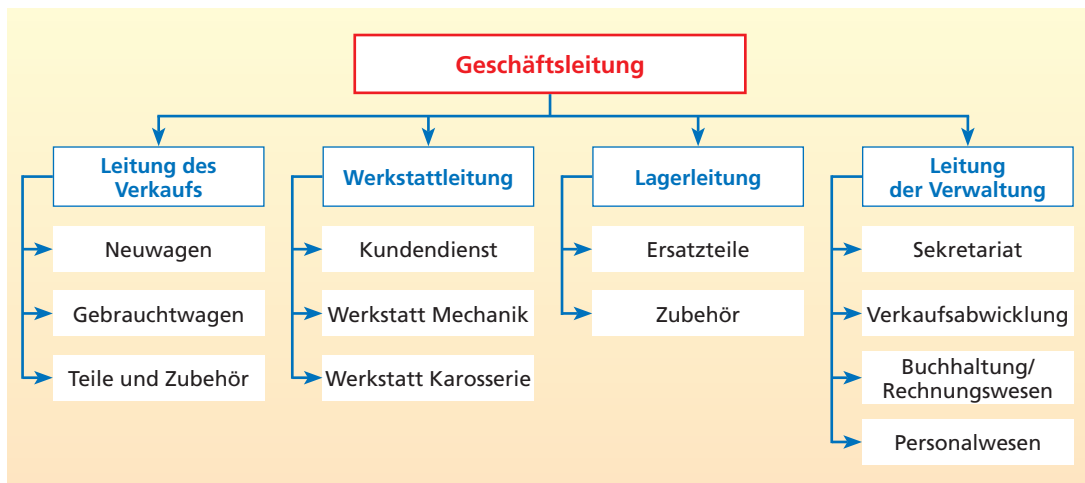 Geschäftsleitung
Leitung des
Verkaufs
Neuwagen
Gebrauchtwagen
Teile und Zubehör
Werkstattleitung
Kundendienst
Werkstatt Mechanik
Werkstatt Karosserie
Lagerleitung
Ersatzteile
Zubehör
Leitung
der Verwaltung
Sekretariat
Verkaufsabwicklung
Buchhaltung/
Rechnungswesen
Personalwesen